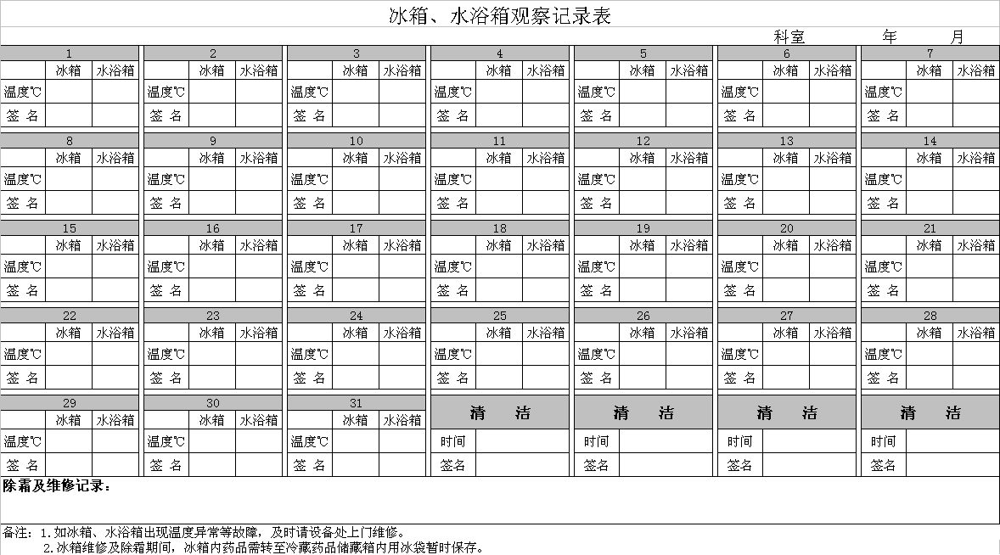 冰箱、水浴箱观察记录表
科室 年 月
1 2 3 4 5 6 7
冰箱 水浴箱 冰箱 水浴箱 冰箱 水浴箱 冰箱 水浴箱 冰箱 水浴箱 冰箱 水浴箱 冰箱 水浴箱
温度℃ 温度℃ 温度℃ 温度℃ 温度℃ 温度℃ 温度℃
签 名 签 名 签 名 签 名 签 名 签 名 签 名
8 9 10 11 12 13 14
冰箱 水浴箱 冰箱 水浴箱 冰箱 水浴箱 冰箱 水浴箱 冰箱 水浴箱 冰箱 水浴箱 冰箱 水浴箱
温度℃ 温度℃ 温度℃ 温度℃ 温度℃ 温度℃ 温度℃
签 名 签 名 签 名 签 名 签 名 签 名 签 名
15 16 17 18 19 20 21
冰箱 水浴箱 冰箱 水浴箱 冰箱 水浴箱 冰箱 水浴箱 冰箱 水浴箱 冰箱 水浴箱 冰箱 水浴箱
温度℃ 温度℃ 温度℃ 温度℃ 温度℃ 温度℃ 温度℃
签 名 签 名 签 名 签 名 签 名 签 名 签 名
22 23 24 25 26 27 28
冰箱 水浴箱 冰箱 水浴箱 冰箱 水浴箱 冰箱 水浴箱 冰箱 水浴箱 冰箱 水浴箱 冰箱 水浴箱
温度℃ 温度℃ 温度℃ 温度℃ 温度℃ 温度℃ 温度℃
签 名 签 名 签 名 签 名 签 名 签 名 签 名
29 30 31 清 洁 清 洁 清 洁 清 洁
冰箱 水浴箱 冰箱 水浴箱 冰箱 水浴箱
温度℃ 温度℃ 温度℃ 时间 时间 时间 时间
签 名 签 名 签 名 签名 签名 签名 签名
除霜及维修记录：
备注：1.如冰箱、水浴箱出现温度异常等故障，及时请设备处上门维修。
2.冰箱维修及除霜期间，冰箱内药品需转至冷藏药品储藏箱内用冰袋暂时保存。